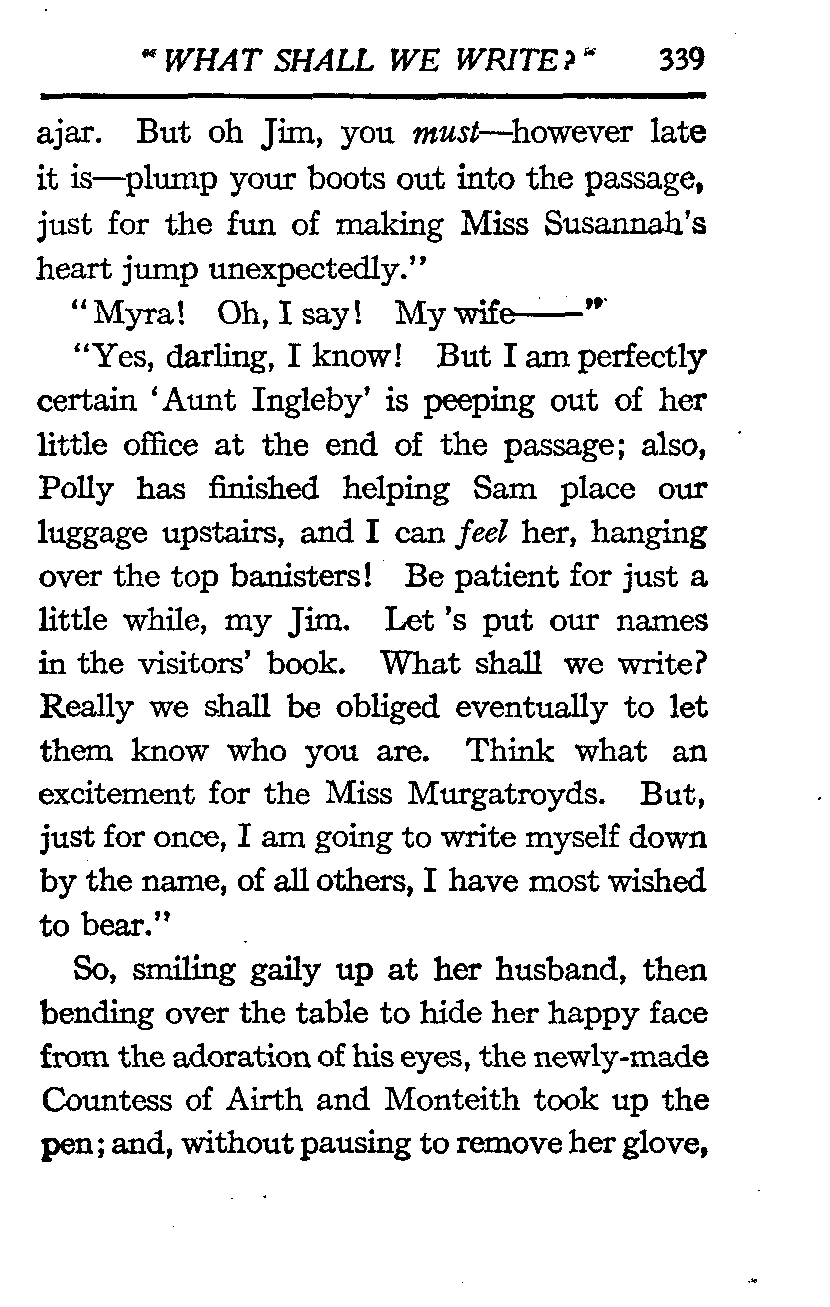 "WHAT SHALL WE WRITE?" 339
ajar. But oh Jim, you must—however late
it is—plump your boots out into the passage,
just for the fun of making Miss Susannah's
heart jump unexpectedly."
"Myra! Oh, I say! My wife——"
"Yes, darling, I know! But I am perfectly
certain 'Aunt Ingleby' is peeping out of her
little office at the end of the passage; also,
Polly has finished helping Sam place our
luggage upstairs, and I can feel her, hanging
over the top banisters! Be patient for just a
little while, my Jim. Let 's put our names
in the visitors' book. What shall we write?
Really we shall be obliged eventually to let
them know who you are. Think what an
excitement for the Miss Murgatroyds. But,
just for once, I am going to write myself down
by the name, of all others, I have most wished
to bear."
So, smiling gaily up at her husband, then
bending over the table to hide her happy face
from the adoration of his eyes, the newly-made
Countess of Airth and Monteith took up the
pen; and, without pausing to remove her glove,